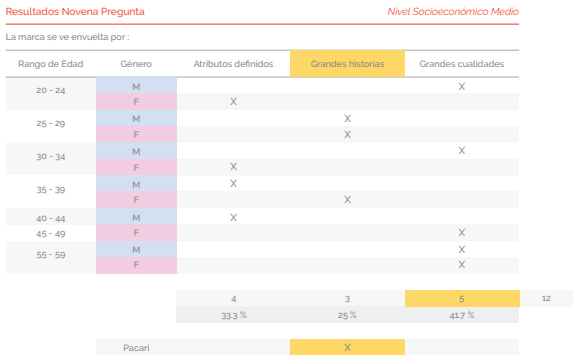 Resultados Novena Pregunta Nivel Socioeconómico Medio
La marca se ve envuelta por :
Rango de Edad Género Atributos definidos Grandes historias Grandes cualidades
20 - 24 M X
F X
25 - 29 M X
F X
30 - 34 M X
F X
35 - 39 M X
F X
40 - 44 M X
45 - 49 F X
55 - 59 M X
F X
4 3 5 12
33.3 % 25 % 41.7 %
Pacari X